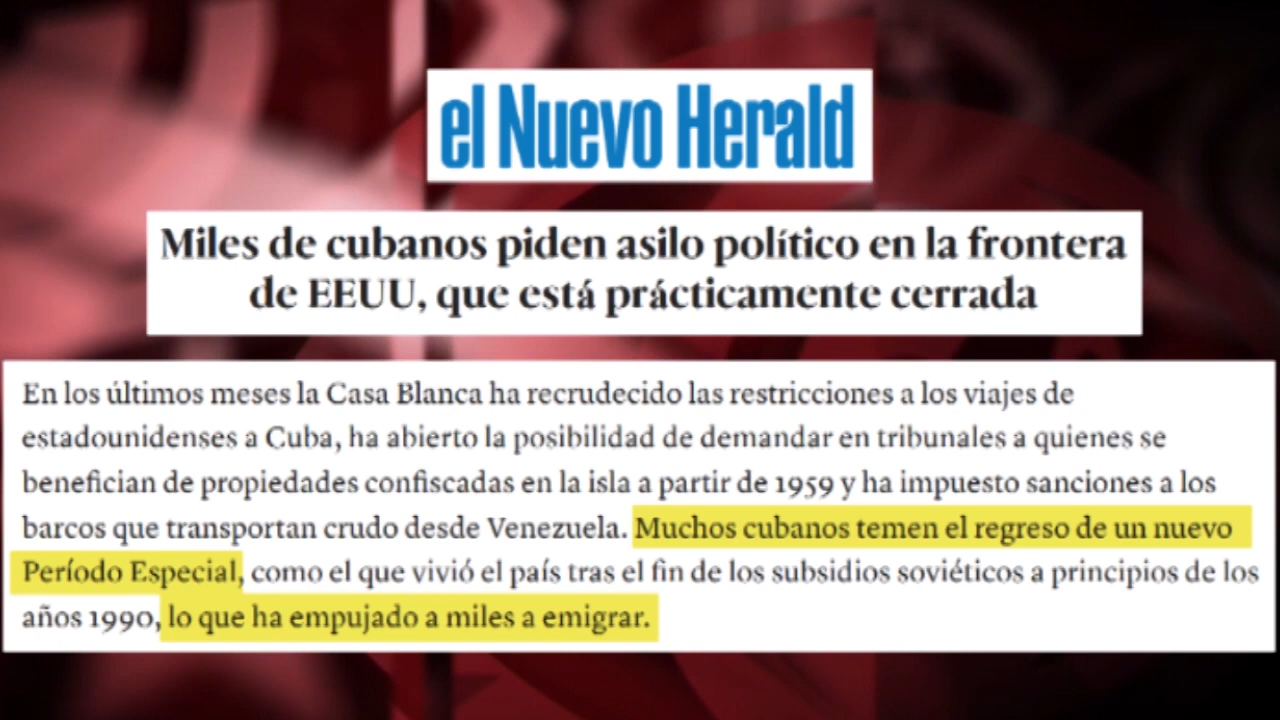 el Nuevo Herald
Miles de cubanos piden asilo político en la frontera
de EEUU, que está prácticamente cerrada
En los últimos meses la Casa Blanca ha recrudecido las restricciones a los viajes de
estadounidenses a Cuba, ha abierto la posibilidad de demandar en tribunales a quienes se
benefician de propiedades confiscadas en la isla a partir de 1959 y ha impuesto sanciones a los
barcos que transportan crudo desde Venezuela. Muchos cubanos temen el regreso de un nuevo
Período Especial, como el que vivió el país tras el fin de los subsidios soviéticos a principios de los
años 1990, lo que ha empujado a miles a emigrar.